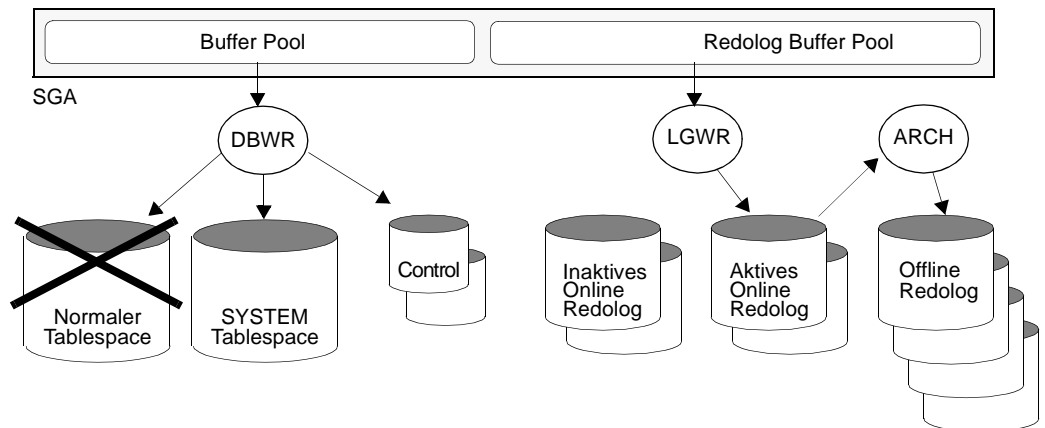 Buffer Pool
Redolog Buffer Pool
SGA
DBWR
LGWR
ARCH
Normaler
Tablespace
SYSTEM
Tablespace
Control
Inaktives
Online
Redolog
Aktives
Online
Redolog
Offline
Redolog